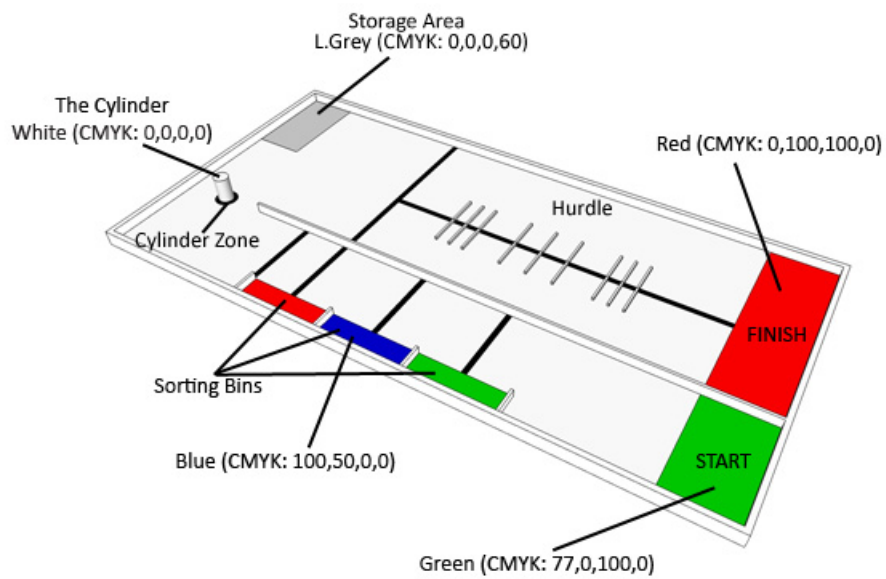 Storage Area
L.Grey (CMYK: 0,0,0,60)
The Cylinder
White (CMYK: 0,0,0,0)
Red (CMYK: 0,100,100,0)
Hurdle
Cylinder Zone
FINISH
Sorting Bins
START
Blue (CMYK: 100,50,0,0)
Green (CMYK: 77,0,100,0)